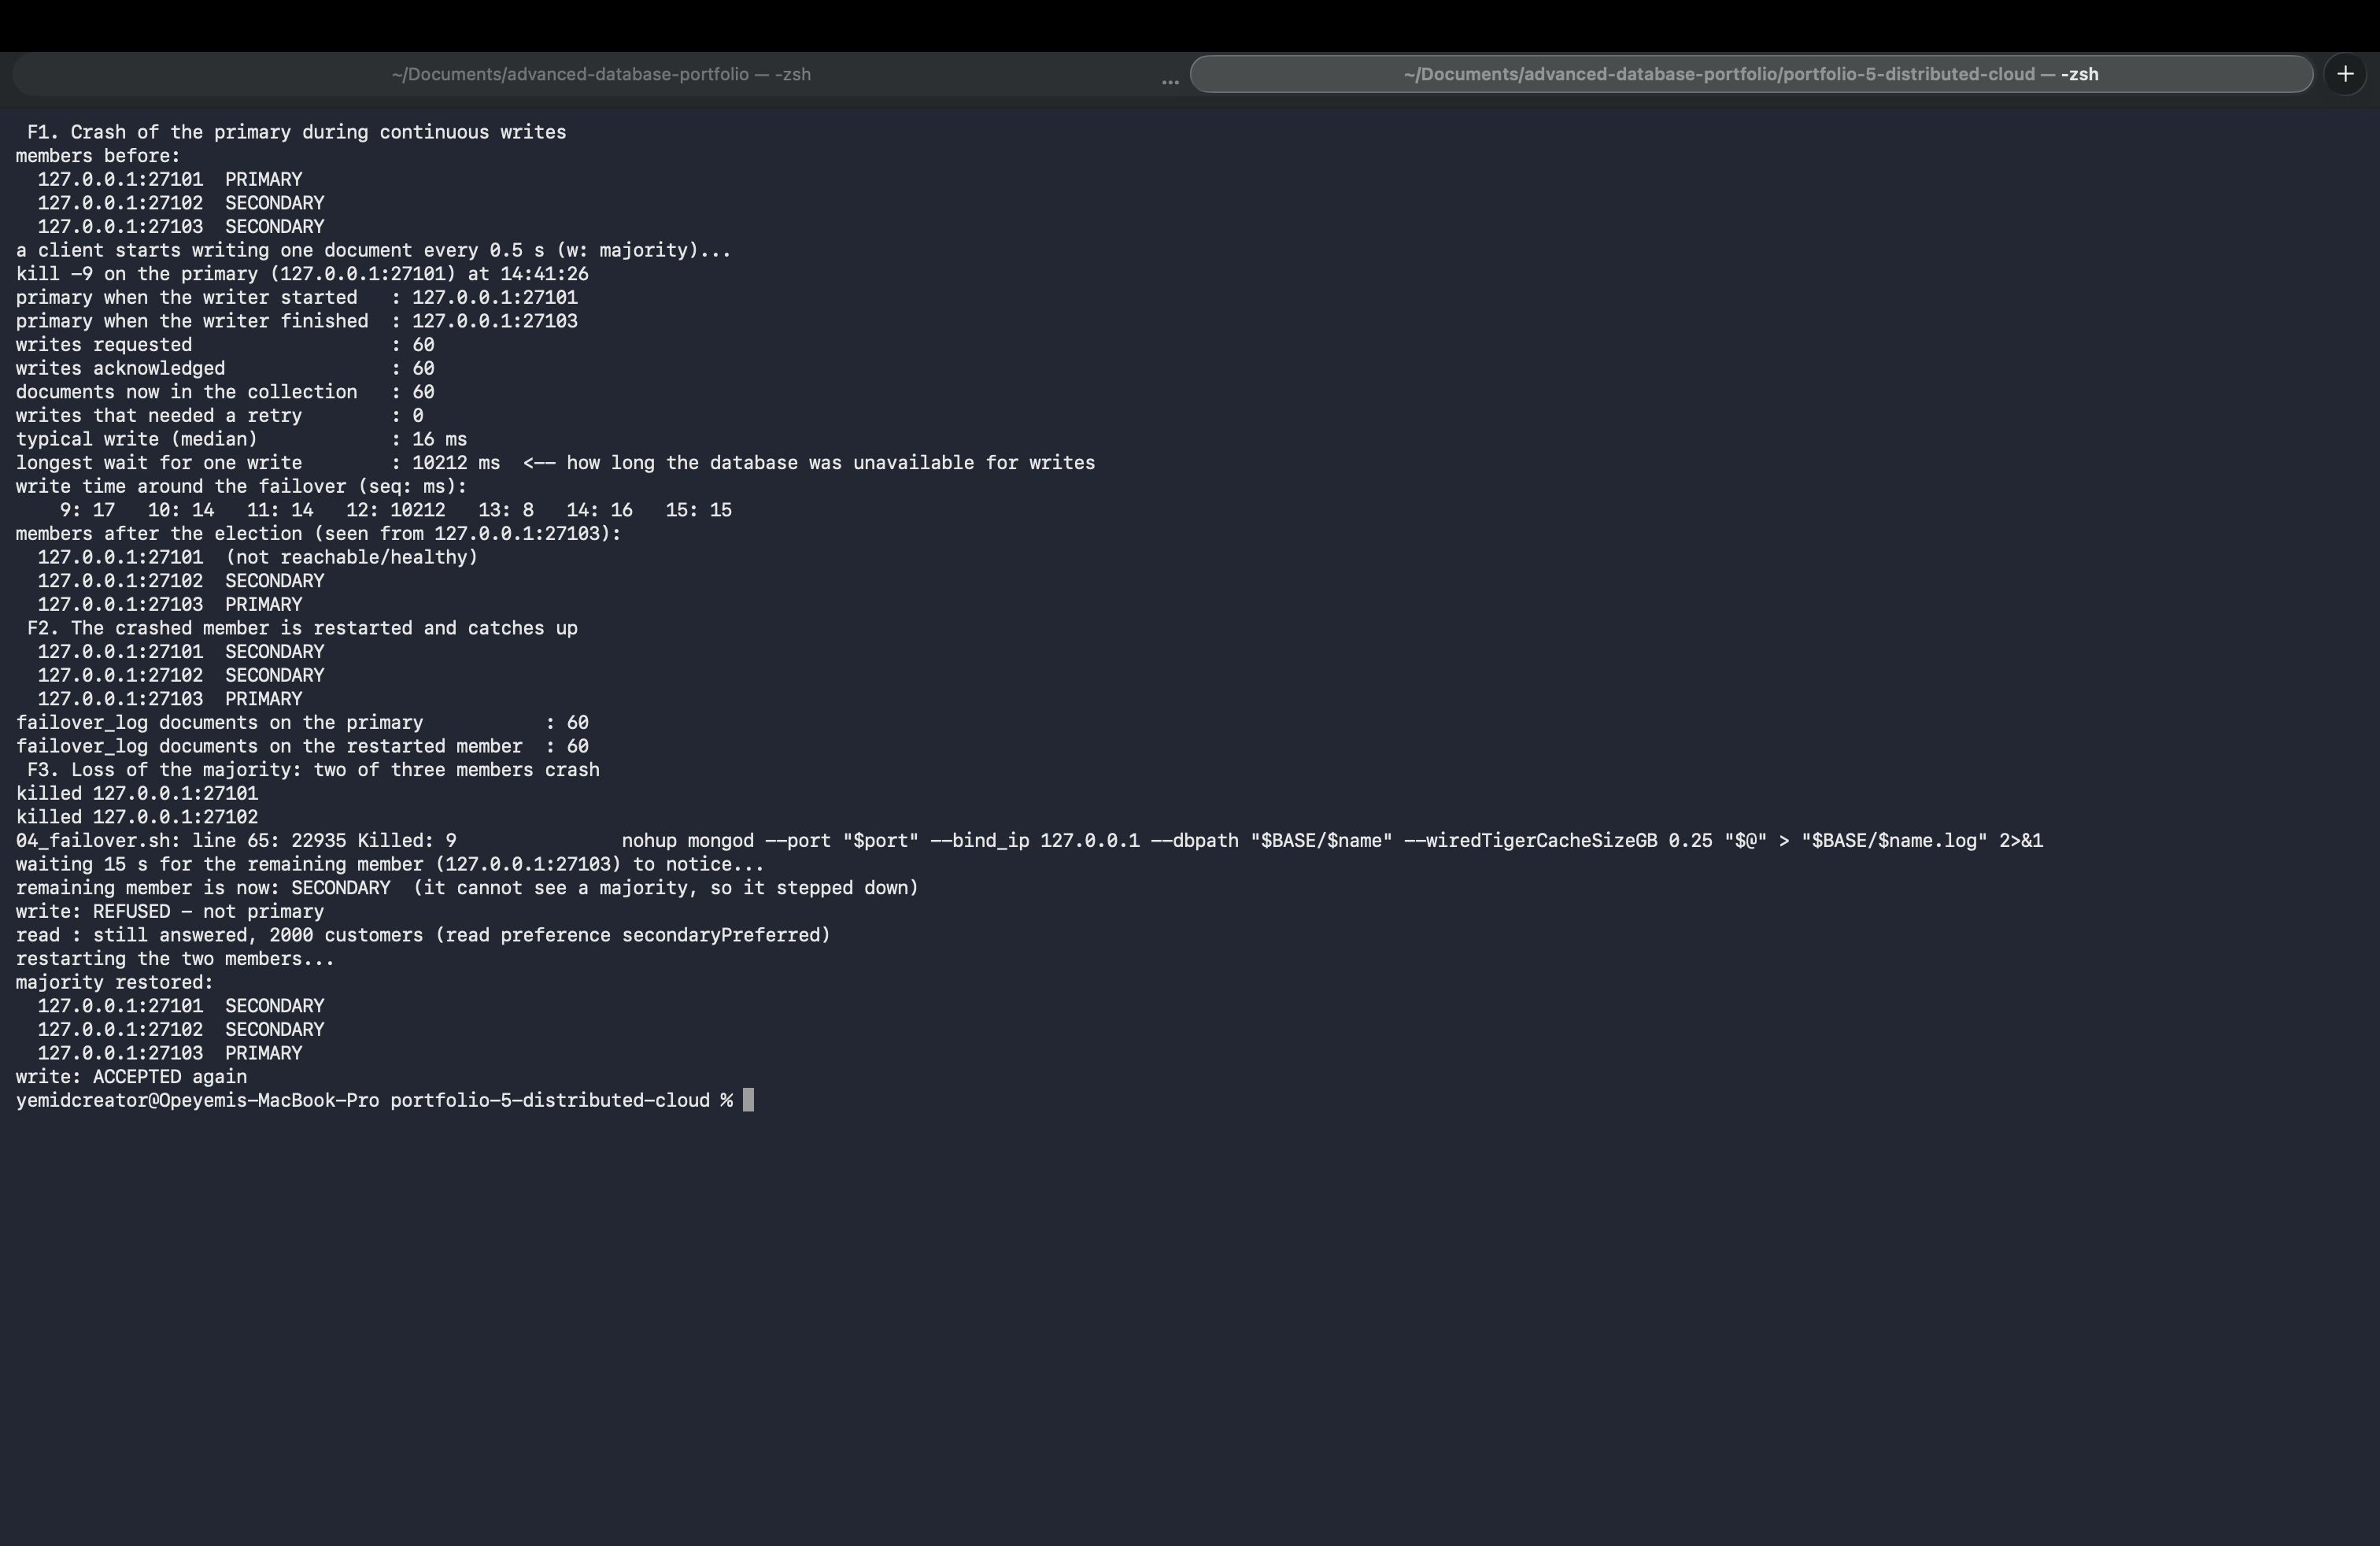 ~/Documents/advanced-database-portfolio — -zsh ... ~/Documents/advanced-database-portfolio/portfolio-5-distributed-cloud — -zsh +
F1. Crash of the primary during continuous writes
members before:
127.0.0.1:27101 PRIMARY
127.0.0.1:27102 SECONDARY
127.0.0.1:27103 SECONDARY
a client starts writing one document every 0.5 s (w: majority)...
kill -9 on the primary (127.0.0.1:27101) at 14:41:26
primary when the writer started : 127.0.0.1:27101
primary when the writer finished : 127.0.0.1:27103
writes requested : 60
writes acknowledged : 60
documents now in the collection : 60
writes that needed a retry : 0
typical write (median) : 16 ms
longest wait for one write : 10212 ms <-- how long the database was unavailable for writes
write time around the failover (seq: ms):
9: 17 10: 14 11: 14 12: 10212 13: 8 14: 16 15: 15
members after the election (seen from 127.0.0.1:27103):
127.0.0.1:27101 (not reachable/healthy)
127.0.0.1:27102 SECONDARY
127.0.0.1:27103 PRIMARY
F2. The crashed member is restarted and catches up
127.0.0.1:27101 SECONDARY
127.0.0.1:27102 SECONDARY
127.0.0.1:27103 PRIMARY
failover_log documents on the primary : 60
failover_log documents on the restarted member : 60
F3. Loss of the majority: two of three members crash
killed 127.0.0.1:27101
killed 127.0.0.1:27102
04_failover.sh: line 65: 22935 Killed: 9 nohup mongod --port "$port" --bind_ip 127.0.0.1 --dbpath "$BASE/$name" --wiredTigerCacheSizeGB 0.25 "$@" > "$BASE/$name.log" 2>&1
waiting 15 s for the remaining member (127.0.0.1:27103) to notice...
remaining member is now: SECONDARY (it cannot see a majority, so it stepped down)
write: REFUSED - not primary
read : still answered, 2000 customers (read preference secondaryPreferred)
restarting the two members...
majority restored:
127.0.0.1:27101 SECONDARY
127.0.0.1:27102 SECONDARY
127.0.0.1:27103 PRIMARY
write: ACCEPTED again
yemidcreator@Opeyemis-MacBook-Pro portfolio-5-distributed-cloud %